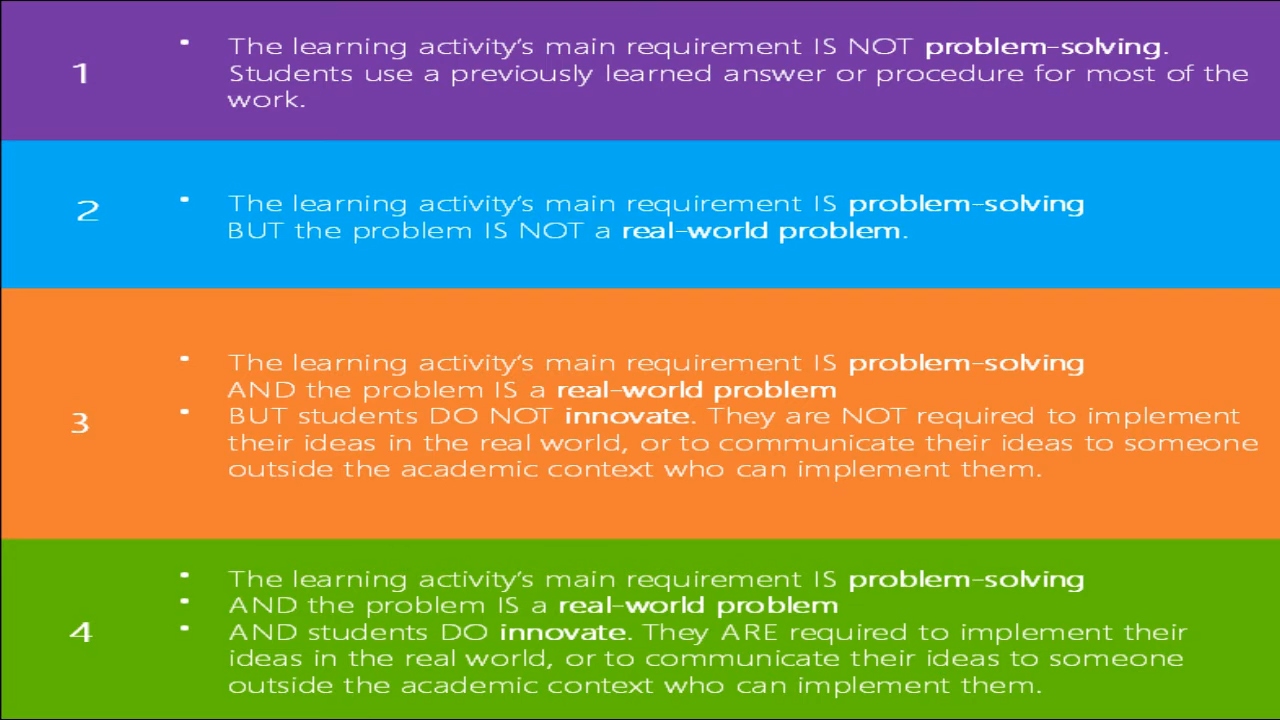 1
• The learning activity's main requirement IS NOT problem-solving.
Students use a previously learned answer or procedure for most of the
work.
2
• The learning activity's main requirement IS problem-solving
BUT the problem IS NOT a real-world problem.
3
• The learning activity's main requirement IS problem-solving
AND the problem IS a real-world problem
• BUT students DO NOT innovate. They are NOT required to implement
their ideas in the real world, or to communicate their ideas to someone
outside the academic context who can implement them.
4
• The learning activity's main requirement IS problem-solving
• AND the problem IS a real-world problem
• AND students DO innovate. They ARE required to implement their
ideas in the real world, or to communicate their ideas to someone
outside the academic context who can implement them.